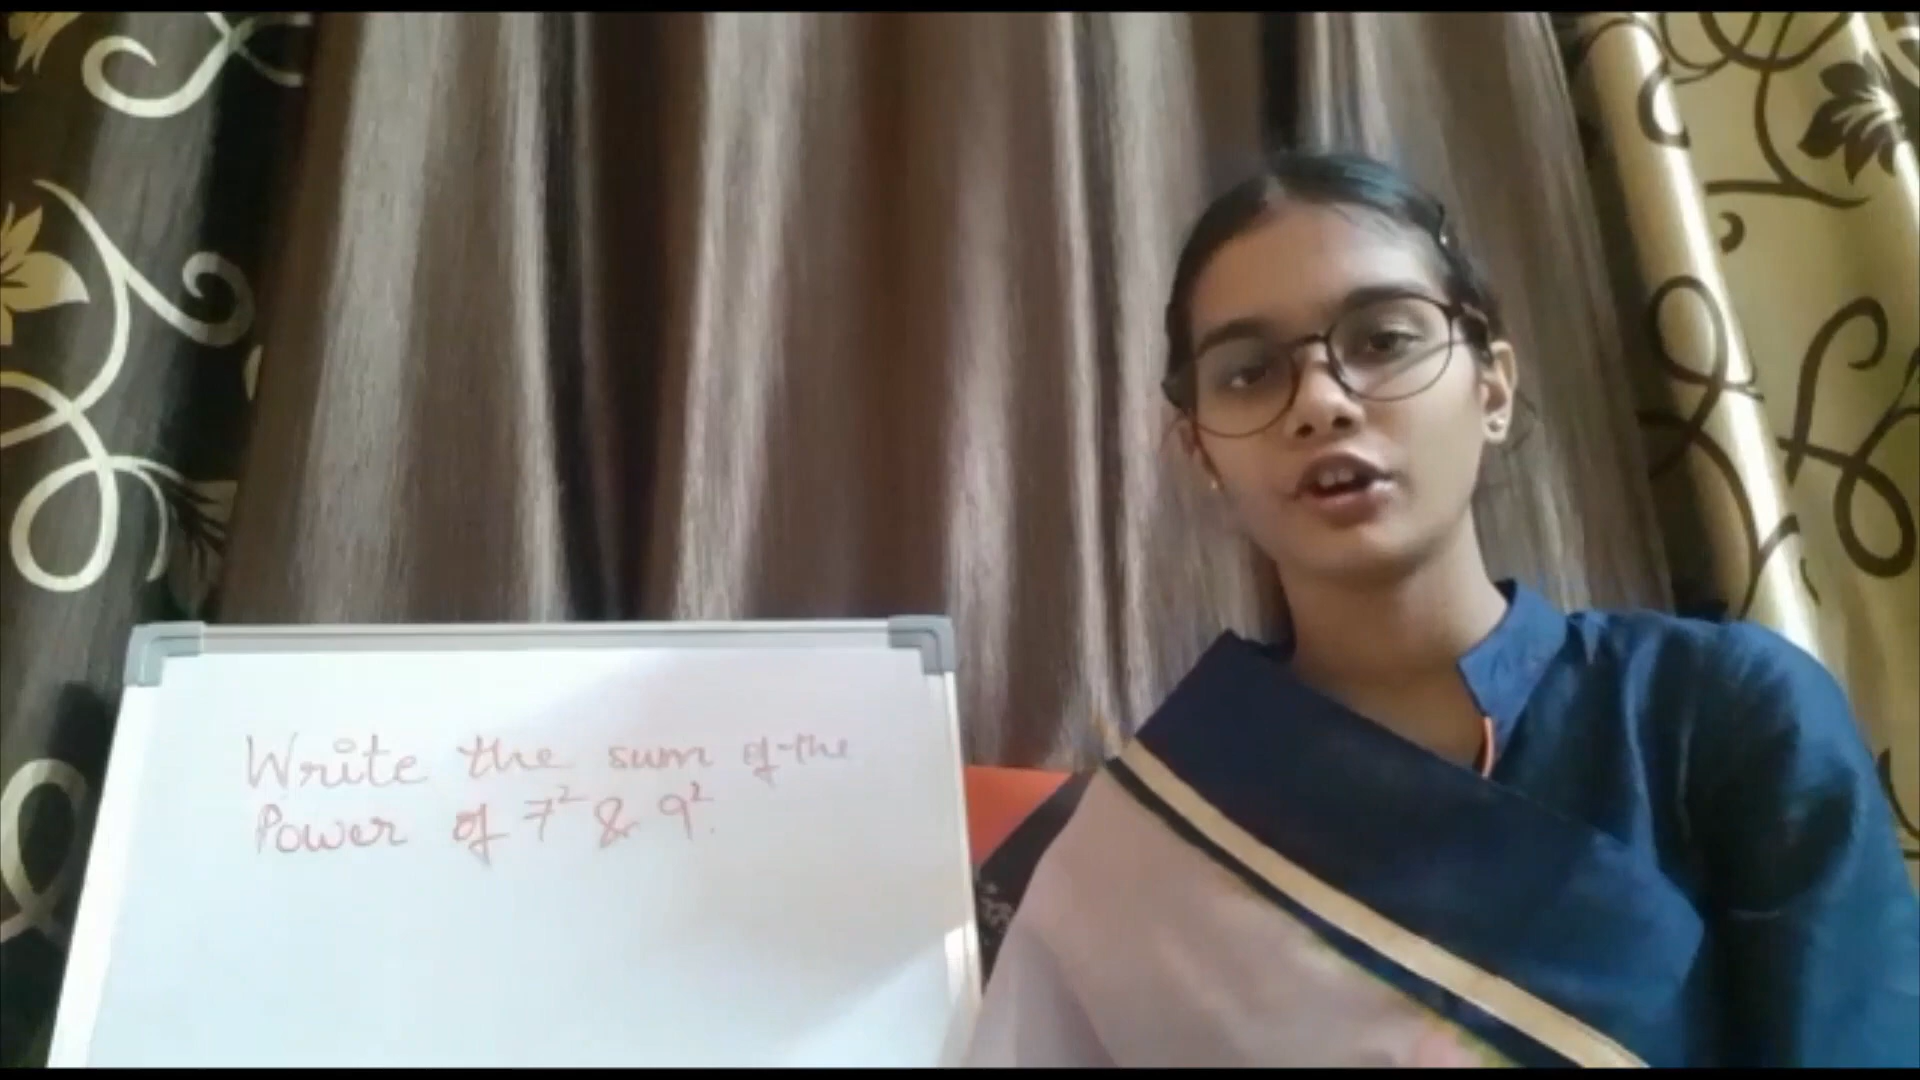 Write the sum of the
Power of 7² & 9².